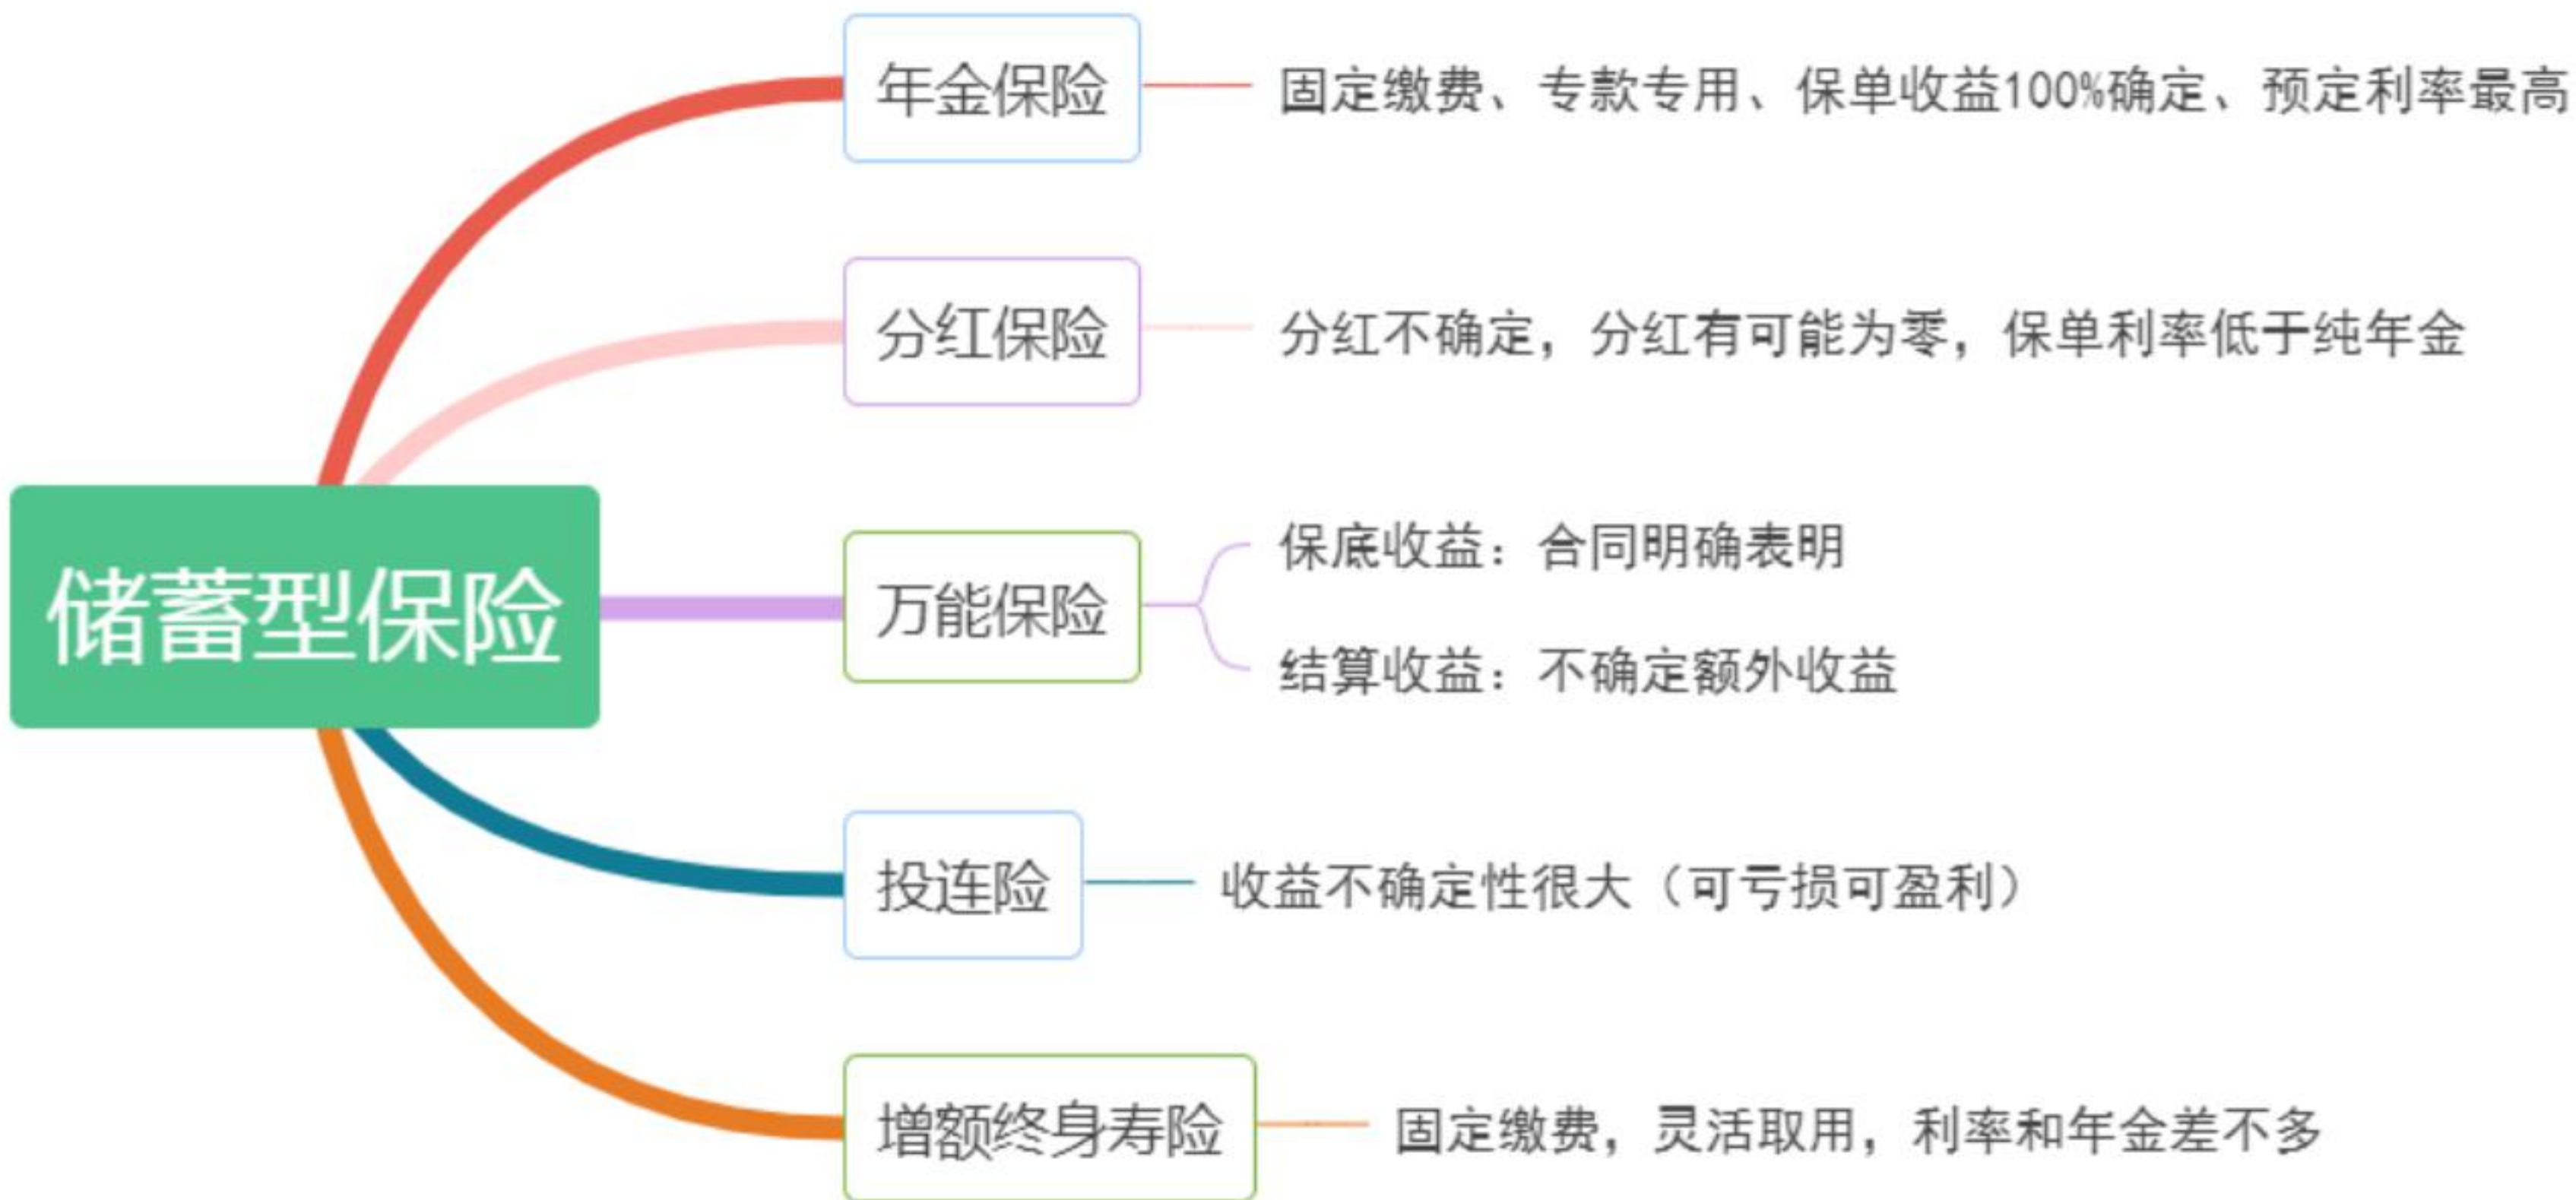 储蓄型保险
年金保险
固定缴费、专款专用、保单收益100%确定、预定利率最高
分红保险
分红不确定，分红有可能为零，保单利率低于纯年金
万能保险
保底收益：合同明确表明
结算收益：不确定额外收益
投连险
收益不确定性很大（可亏损可盈利）
增额终身寿险
固定缴费，灵活取用，利率和年金差不多